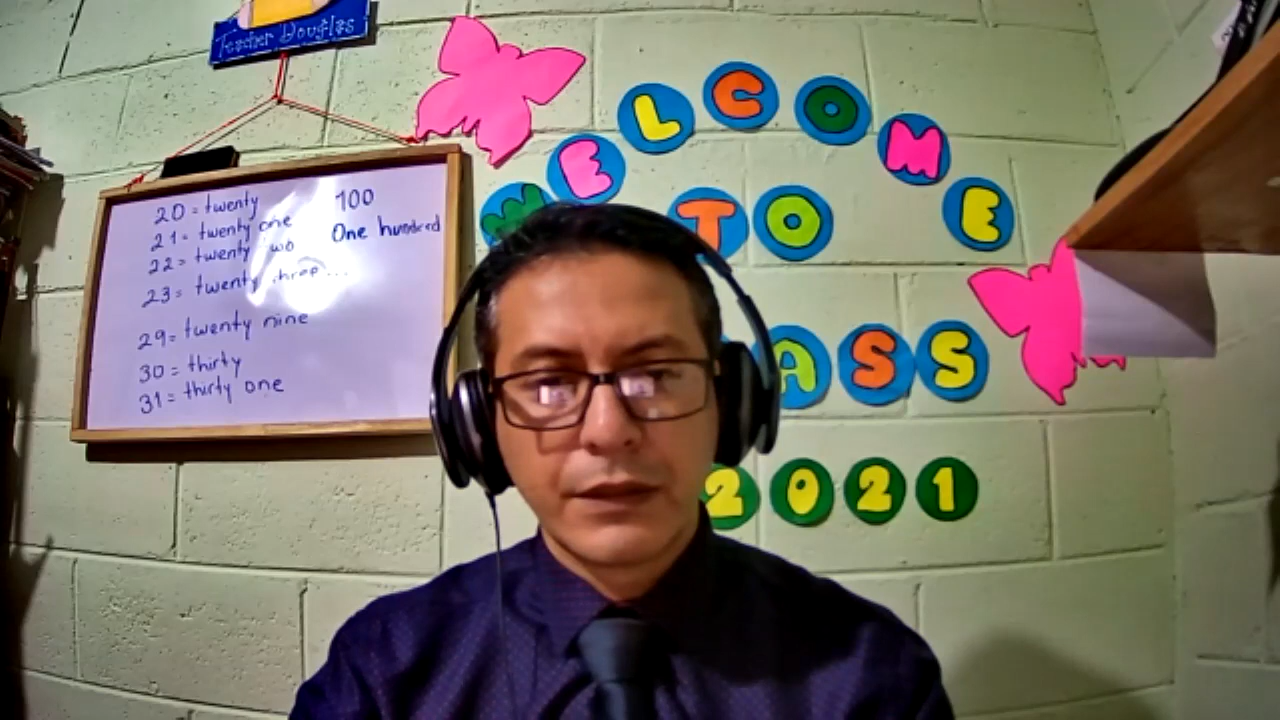 Teacher Douglas
WELCOME
TO
ASS
2021
20 = twenty
21 = twenty one
22 = twenty two
23 = twenty three...
29 = twenty nine
30 = thirty
31 = thirty one
100
One hundred